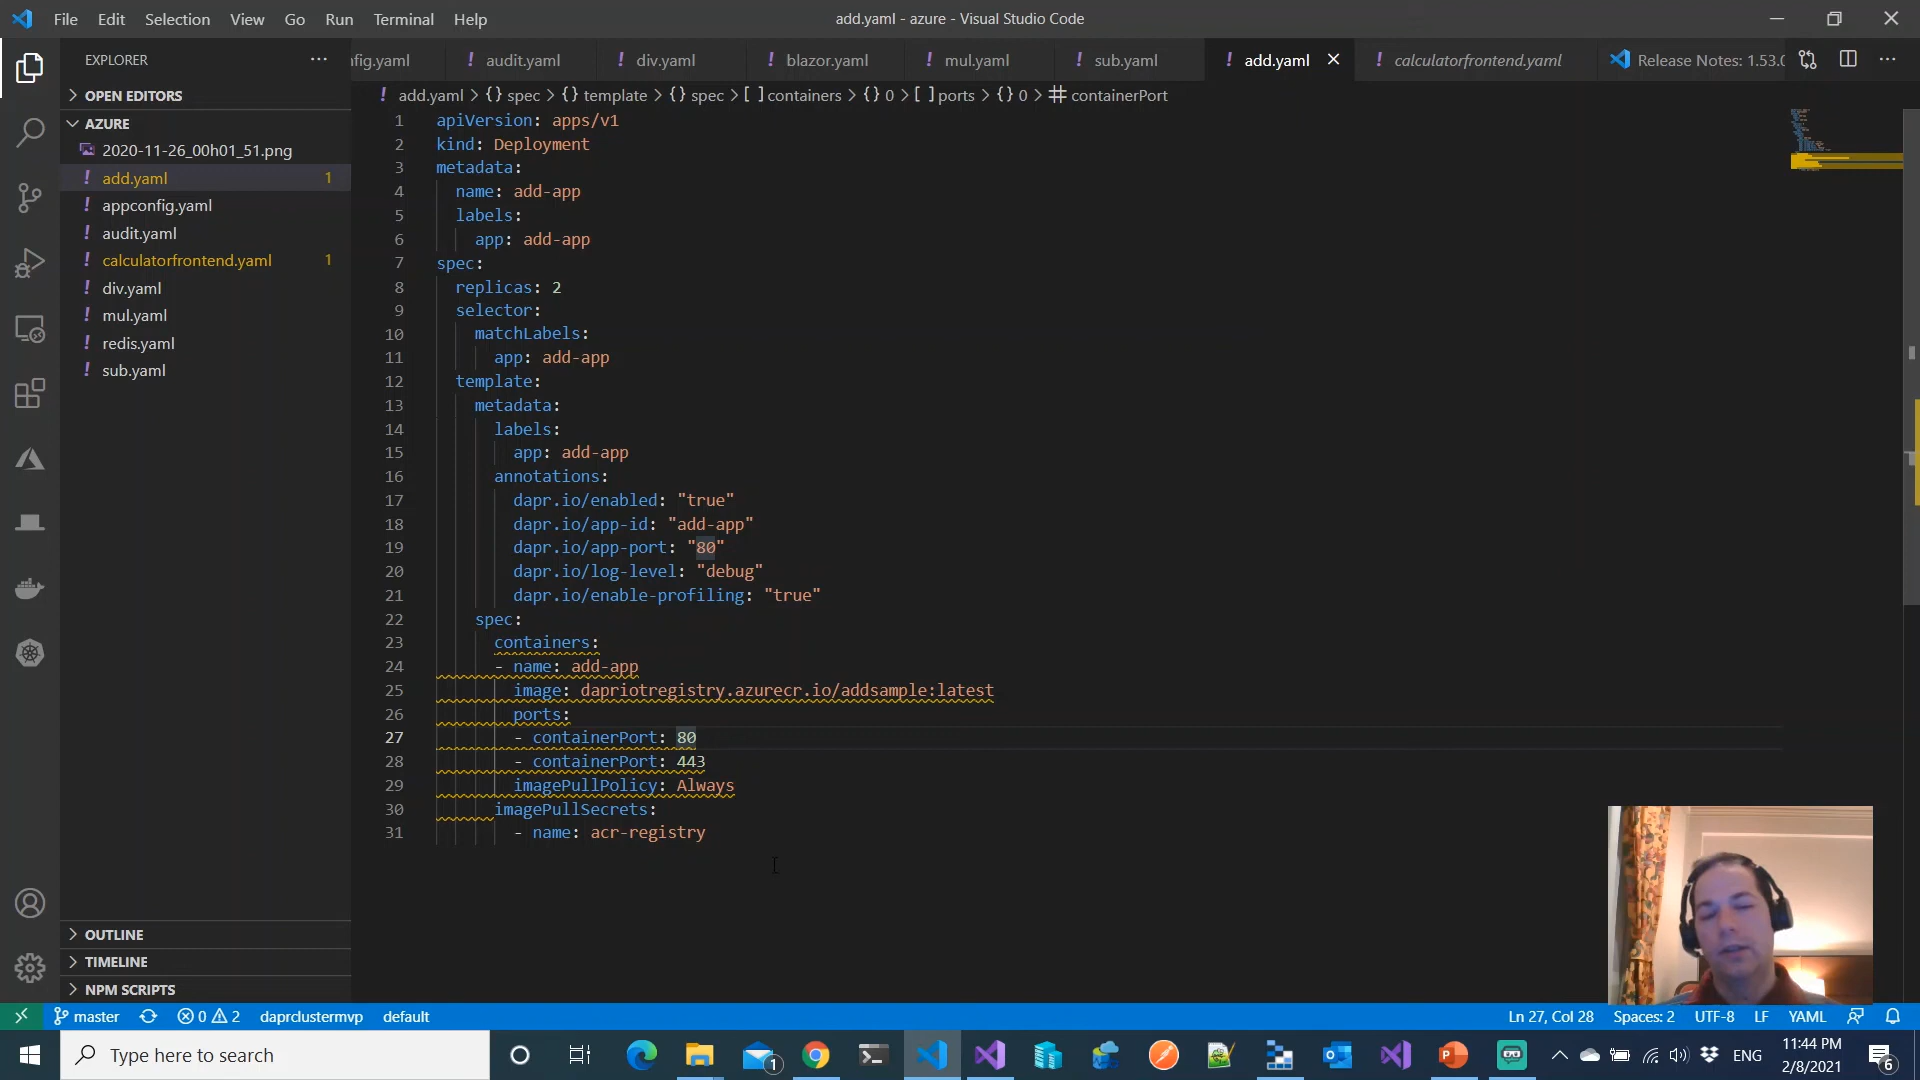 File Edit Selection View Go Run Terminal Help
add.yaml - azure - Visual Studio Code
EXPLORER
fig.yaml
! audit.yaml
! div.yaml
! blazor.yaml
! mul.yaml
! sub.yaml
! add.yaml
! calculatorfrontend.yaml
Release Notes: 1.53.0
OPEN EDITORS
AZURE
2020-11-26_00h01_51.png
! add.yaml 1
! appconfig.yaml
! audit.yaml
! calculatorfrontend.yaml 1
! div.yaml
! mul.yaml
! redis.yaml
! sub.yaml
OUTLINE
TIMELINE
NPM SCRIPTS
! add.yaml > {} spec > {} template > {} spec > [ ] containers > {} 0 > [ ] ports > {} 0 > # containerPort
1 apiVersion: apps/v1
2 kind: Deployment
3 metadata:
4 name: add-app
5 labels:
6 app: add-app
7 spec:
8 replicas: 2
9 selector:
10 matchLabels:
11 app: add-app
12 template:
13 metadata:
14 labels:
15 app: add-app
16 annotations:
17 dapr.io/enabled: "true"
18 dapr.io/app-id: "add-app"
19 dapr.io/app-port: "80"
20 dapr.io/log-level: "debug"
21 dapr.io/enable-profiling: "true"
22 spec:
23 containers:
24 - name: add-app
25 image: dapriotregistry.azurecr.io/addsample:latest
26 ports:
27 - containerPort: 80
28 - containerPort: 443
29 imagePullPolicy: Always
30 imagePullSecrets:
31 - name: acr-registry
master 0 2 daprclustermvp default
Ln 27, Col 28 Spaces: 2 UTF-8 LF YAML
Type here to search
1
ENG
11:44 PM
2/8/2021
6